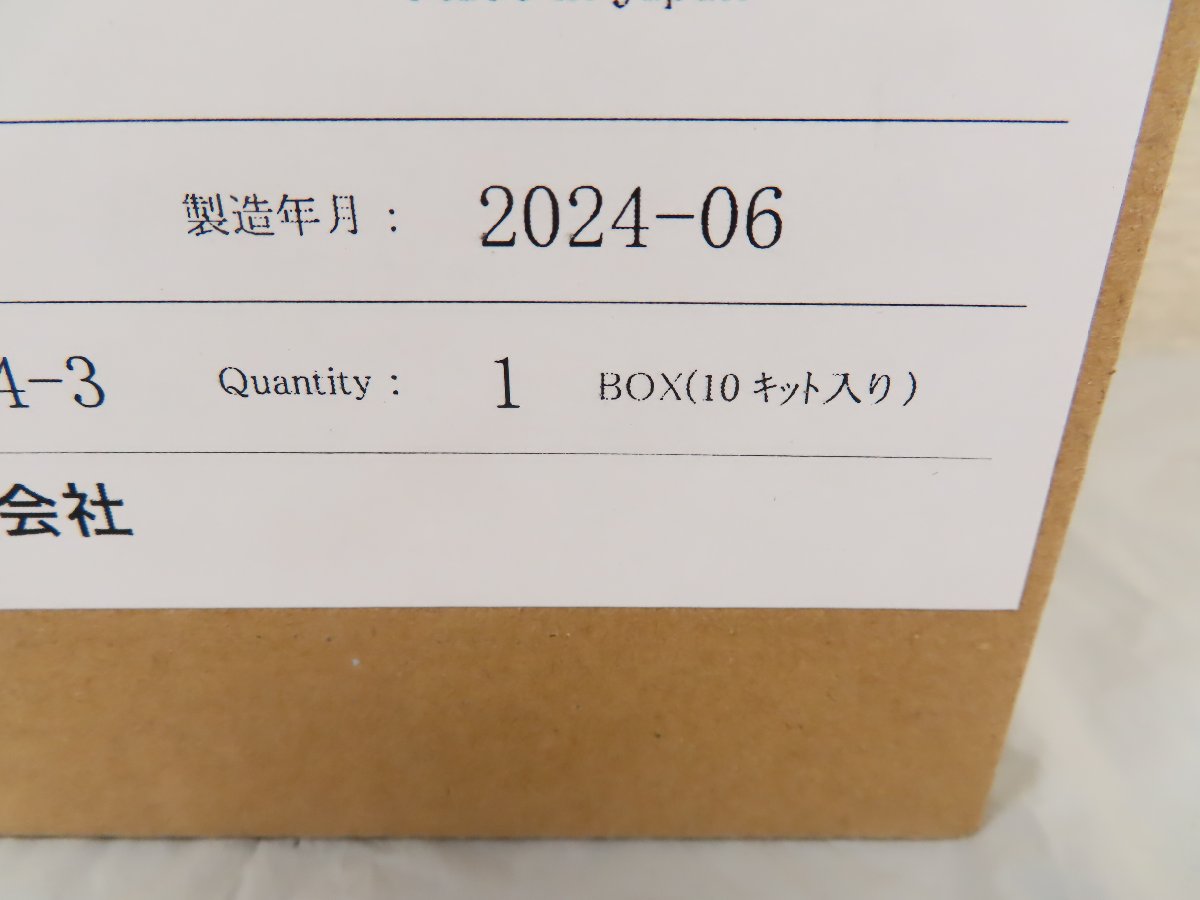 製造年月 : 2024-06
4-3 Quantity : 1 BOX(10 キット入り)
会社